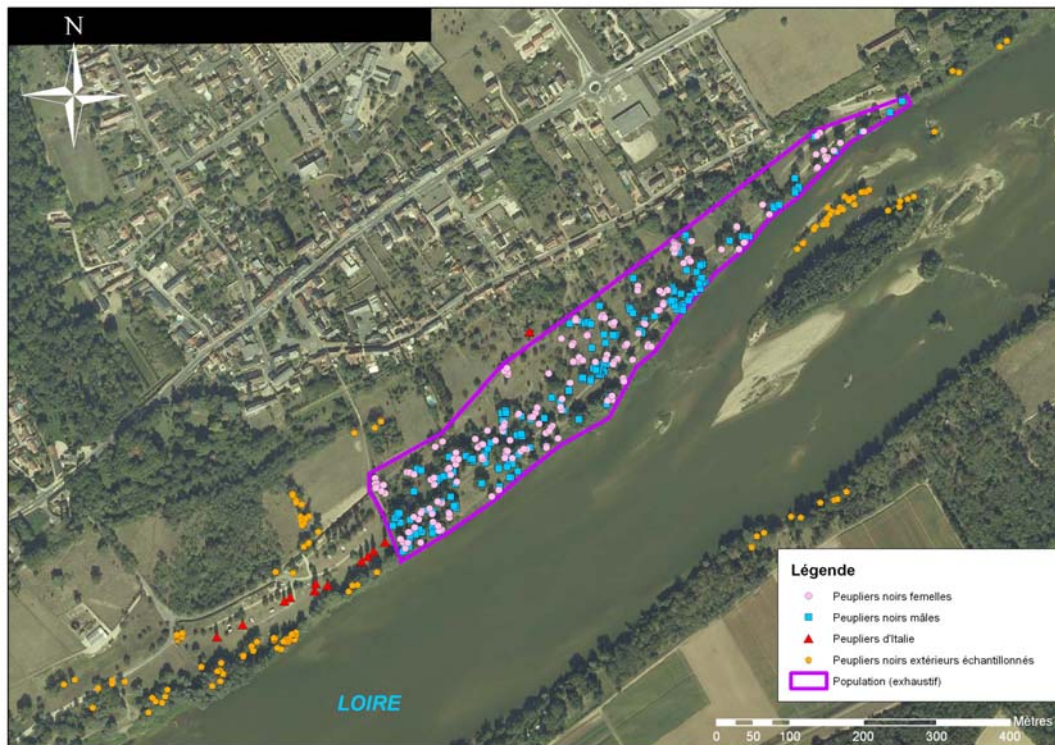 N
LOIRE
Légende
Peupliers noirs femelles
Peupliers noirs mâles
Peupliers d'Italie
Peupliers noirs extérieurs échantillonnés
Population (exhaustif)
Mètres
0 50 100 200 300 400